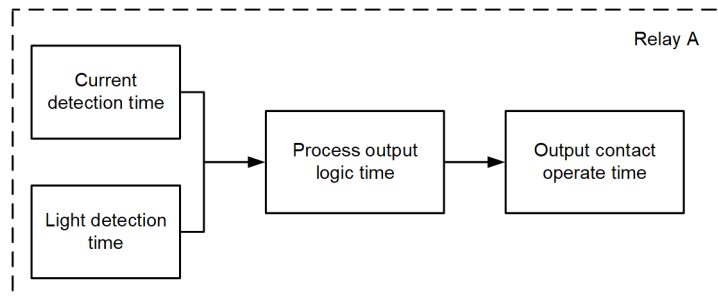 Relay A
Current
detection time
Light detection
time
Process output
logic time
Output contact
operate time